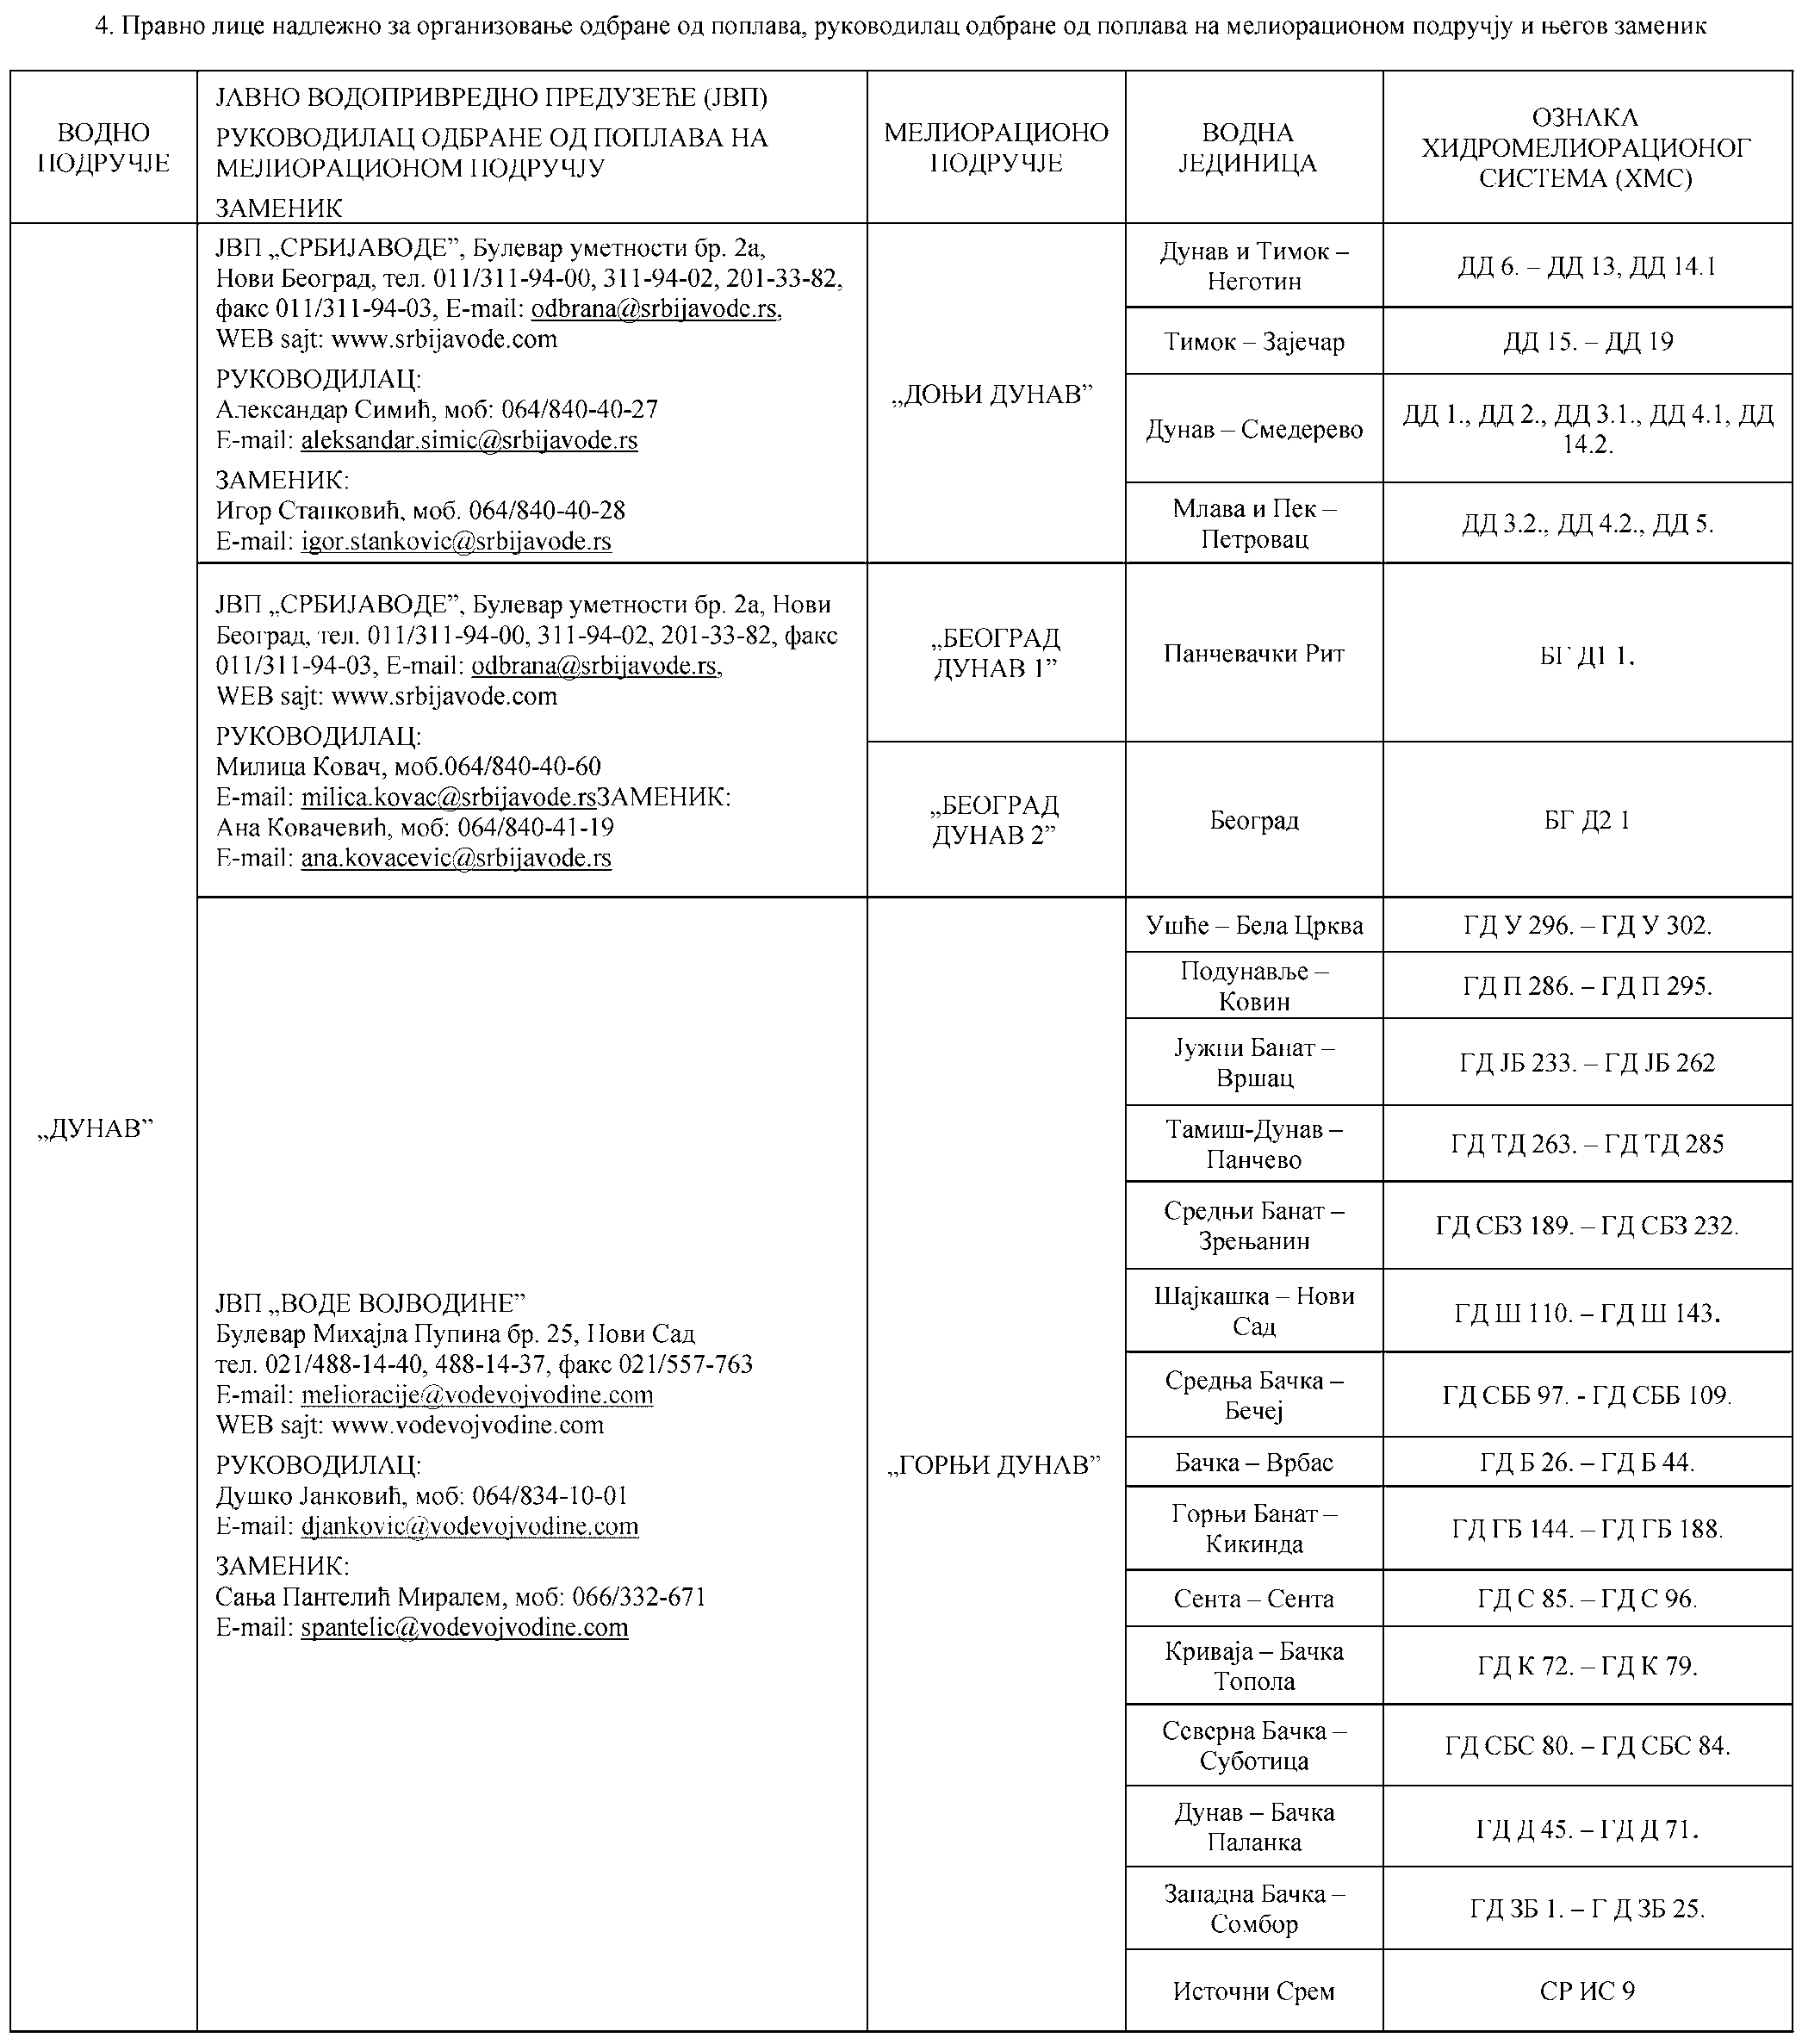 4. Правно лице надлежно за организовање одбране од поплава, руководилац одбране од поплава на мелиорационом подручју и његов заменик
ВОДНО
ПОДРУЧЈЕ
ЈАВНО ВОДОПРИВРЕДНО ПРЕДУЗЕЋЕ (ЈВП)
РУКОВОДИЛАЦ ОДБРАНЕ ОД ПОПЛАВА НА
МЕЛИОРАЦИОНОМ ПОДРУЧЈУ
ЗАМЕНИК
МЕЛИОРАЦИОНО
ПОДРУЧЈЕ
ВОДНА
ЈЕДИНИЦА
ОЗНАКА
ХИДРОМЕЛИОРАЦИОНОГ
СИСТЕМА (ХМС)
„ДУНАВ”
ЈВП „СРБИЈАВОДЕ”, Булевар уметности бр. 2а,
Нови Београд, тел. 011/311-94-00, 311-94-02, 201-33-82,
факс 011/311-94-03, E-mail: odbrana@srbijavode.rs,
WEB sajt: www.srbijavode.com
РУКОВОДИЛАЦ:
Александар Симић, моб: 064/840-40-27
E-mail: aleksandar.simic@srbijavode.rs
ЗАМЕНИК:
Игор Станковић, моб. 064/840-40-28
E-mail: igor.stankovic@srbijavode.rs
„ДОЊИ ДУНАВ”
Дунав и Тимок –
Неготин
ДД 6. – ДД 13, ДД 14.1
Тимок – Зајечар
ДД 15. – ДД 19
Дунав – Смедерево
ДД 1., ДД 2., ДД 3.1., ДД 4.1, ДД
14.2.
Млава и Пек –
Петровац
ДД 3.2., ДД 4.2., ДД 5.
ЈВП „СРБИЈАВОДЕ”, Булевар уметности бр. 2а, Нови
Београд, тел. 011/311-94-00, 311-94-02, 201-33-82, факс
011/311-94-03, E-mail: odbrana@srbijavode.rs,
WEB sajt: www.srbijavode.com
РУКОВОДИЛАЦ:
Милица Ковач, моб.064/840-40-60
E-mail: milica.kovac@srbijavode.rsЗАМЕНИК:
Ана Ковачевић, моб: 064/840-41-19
E-mail: ana.kovacevic@srbijavode.rs
„БЕОГРАД
ДУНАВ 1”
Панчевачки Рит
БГ Д1 1.
„БЕОГРАД
ДУНАВ 2”
Београд
БГ Д2 1
ЈВП „ВОДЕ ВОЈВОДИНЕ”
Булевар Михајла Пупина бр. 25, Нови Сад
тел. 021/488-14-40, 488-14-37, факс 021/557-763
E-mail: melioracije@vodevojvodine.com
WEB sajt: www.vodevojvodine.com
РУКОВОДИЛАЦ:
Душко Јанковић, моб: 064/834-10-01
E-mail: djankovic@vodevojvodine.com
ЗАМЕНИК:
Сања Пантелић Миралем, моб: 066/332-671
E-mail: spantelic@vodevojvodine.com
„ГОРЊИ ДУНАВ”
Ушће – Бела Црква
ГД У 296. – ГД У 302.
Подунавље –
Ковин
ГД П 286. – ГД П 295.
Јужни Банат –
Вршац
ГД ЈБ 233. – ГД ЈБ 262
Тамиш-Дунав –
Панчево
ГД ТД 263. – ГД ТД 285
Средњи Банат –
Зрењанин
ГД СБЗ 189. – ГД СБЗ 232.
Шајкашка – Нови
Сад
ГД Ш 110. – ГД Ш 143.
Средња Бачка –
Бечеј
ГД СББ 97. - ГД СББ 109.
Бачка – Врбас
ГД Б 26. – ГД Б 44.
Горњи Банат –
Кикинда
ГД ГБ 144. – ГД ГБ 188.
Сента – Сента
ГД С 85. – ГД С 96.
Криваја – Бачка
Топола
ГД К 72. – ГД К 79.
Северна Бачка –
Суботица
ГД СБС 80. – ГД СБС 84.
Дунав – Бачка
Паланка
ГД Д 45. – ГД Д 71.
Западна Бачка –
Сомбор
ГД ЗБ 1. – Г Д ЗБ 25.
Источни Срем
СР ИС 9